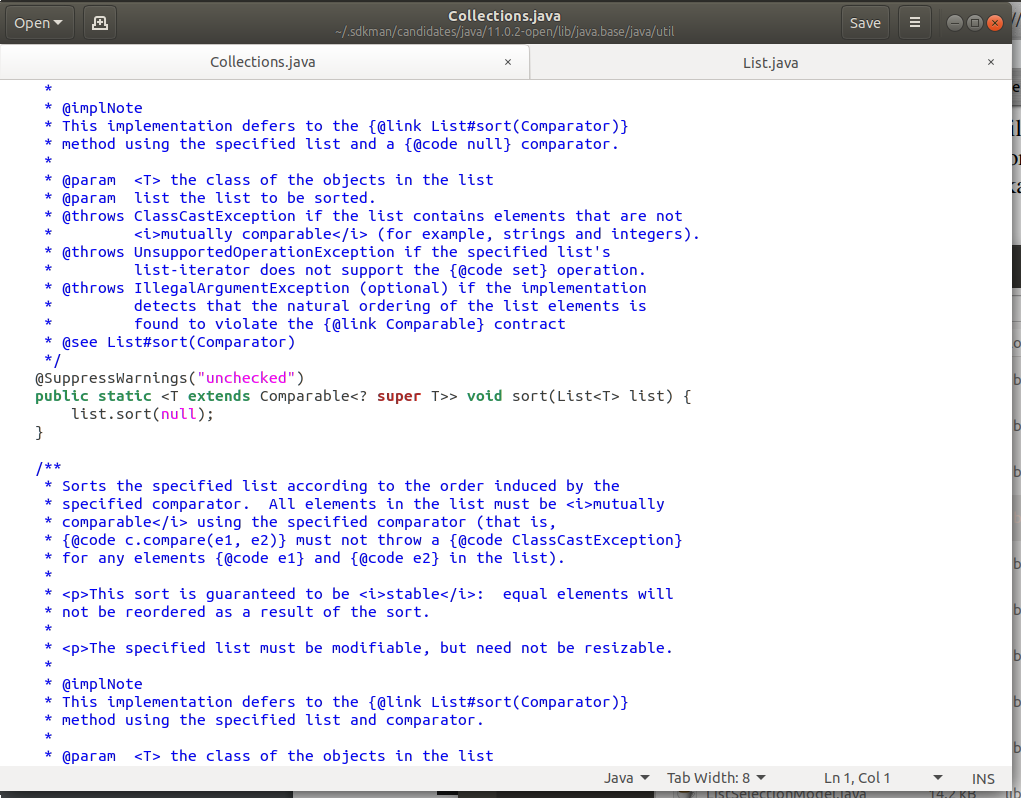 Open
Collections.java
~/.sdkman/candidates/java/11.0.2-open/lib/java.base/java/util
Save
Collections.java ×
List.java ×
*
* @implNote
* This implementation defers to the {@link List#sort(Comparator)}
* method using the specified list and a {@code null} comparator.
*
* @param  <T> the class of the objects in the list
* @param  list the list to be sorted.
* @throws ClassCastException if the list contains elements that are not
*         <i>mutually comparable</i> (for example, strings and integers).
* @throws UnsupportedOperationException if the specified list's
*         list-iterator does not support the {@code set} operation.
* @throws IllegalArgumentException (optional) if the implementation
*         detects that the natural ordering of the list elements is
*         found to violate the {@link Comparable} contract
* @see List#sort(Comparator)
*/
@SuppressWarnings("unchecked")
public static <T extends Comparable<? super T>> void sort(List<T> list) {
    list.sort(null);
}
/**
* Sorts the specified list according to the order induced by the
* specified comparator.  All elements in the list must be <i>mutually
* comparable</i> using the specified comparator (that is,
* {@code c.compare(e1, e2)} must not throw a {@code ClassCastException}
* for any elements {@code e1} and {@code e2} in the list).
*
* <p>This sort is guaranteed to be <i>stable</i>:  equal elements will
* not be reordered as a result of the sort.
*
* <p>The specified list must be modifiable, but need not be resizable.
*
* @implNote
* This implementation defers to the {@link List#sort(Comparator)}
* method using the specified list and comparator.
*
* @param  <T> the class of the objects in the list
Java Tab Width: 8 Ln 1, Col 1 INS
ListSelectionModel.java 14.2 kB